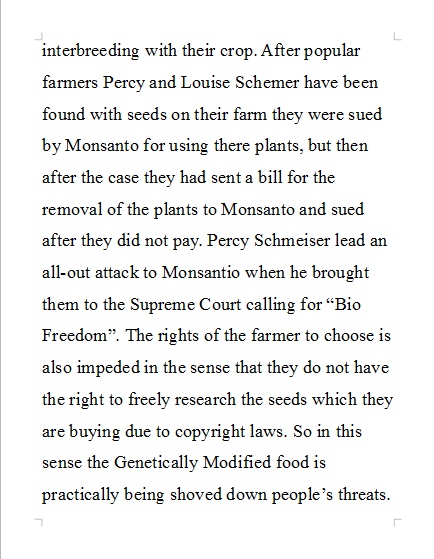 interbreeding with their crop. After popular
farmers Percy and Louise Schemer have been
found with seeds on their farm they were sued
by Monsanto for using there plants, but then
after the case they had sent a bill for the
removal of the plants to Monsanto and sued
after they did not pay. Percy Schmeiser lead an
all-out attack to Monsantio when he brought
them to the Supreme Court calling for “Bio
Freedom”. The rights of the farmer to choose is
also impeded in the sense that they do not have
the right to freely research the seeds which they
are buying due to copyright laws. So in this
sense the Genetically Modified food is
practically being shoved down people’s threats.